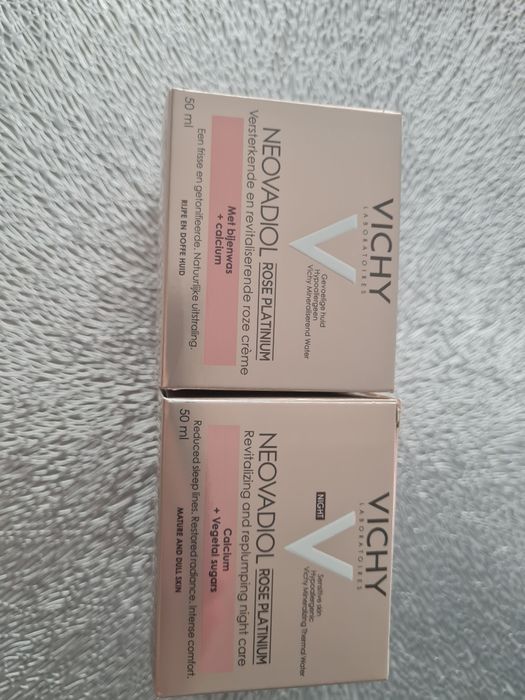 VICHY
LABORATOIRES
Gevoelige huid
Hypoallergeen
Vichy Mineraliserend Water
NEOVADIOL ROSE PLATINIUM
Versterkende en revitaliserende roze crème
Met bijenwas
+ calcium
Een frisse en getonifieerde. Natuurlijke uitstraling.
50 ml
RIJPE EN DOFFE HUID
VICHY
LABORATOIRES
NIGHT
Sensitive skin
Hypoallergenic
Vichy Mineralizing Thermal Water
NEOVADIOL ROSE PLATINIUM
Revitalizing and replumping night care
Calcium
+ Vegetal sugars
Reduced sleep lines. Restored radiance. Intense comfort.
50 ml
MATURE AND DULL SKIN